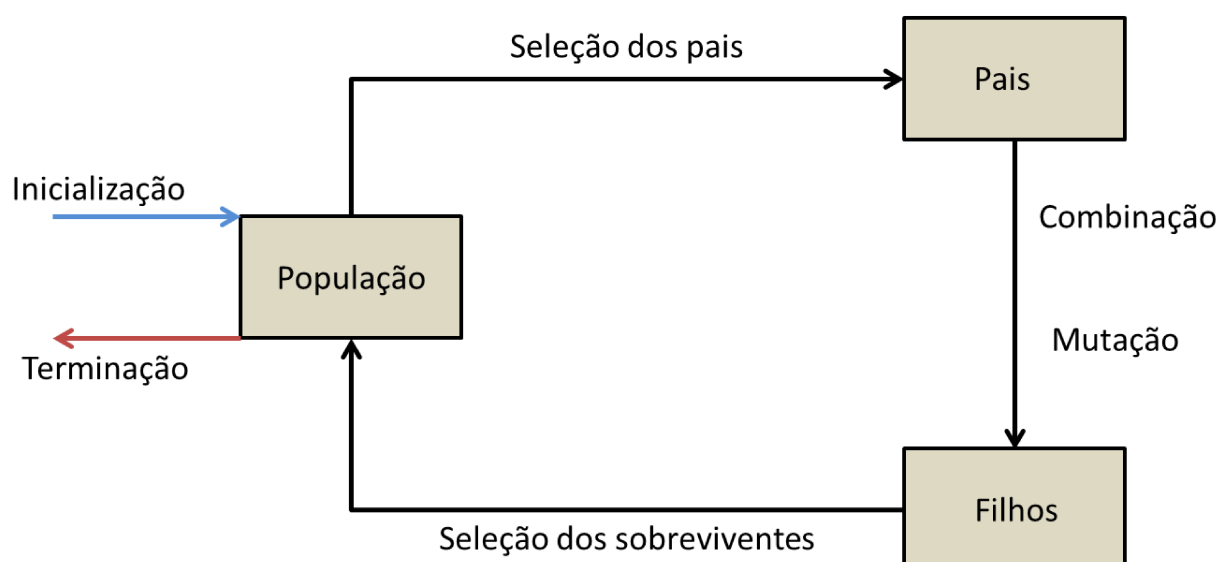 Seleção dos pais
Pais
Inicialização
Combinação
População
Mutação
Terminação
Filhos
Seleção dos sobreviventes